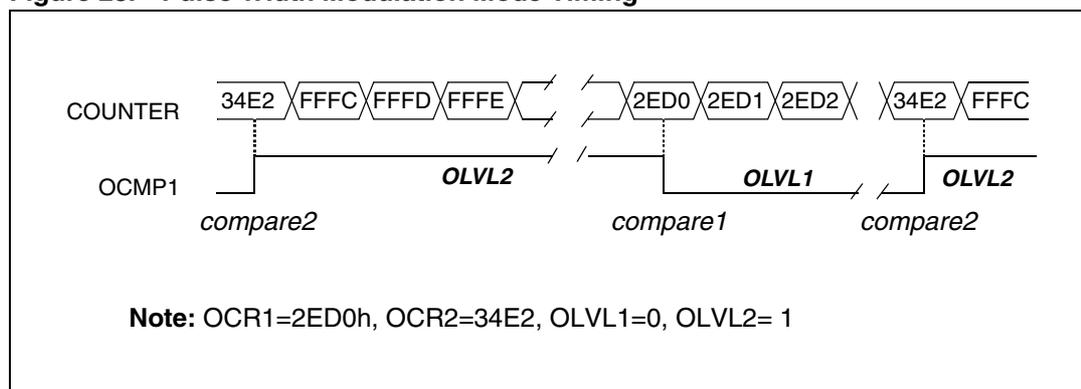 COUNTER 34E2 FFFC FFFD FFFE 2ED0 2ED1 2ED2 34E2 FFFC
OCMP1 OLVL2 OLVL1 OLVL2
compare2 compare1 compare2
Note: OCR1=2ED0h, OCR2=34E2, OLVL1=0, OLVL2= 1